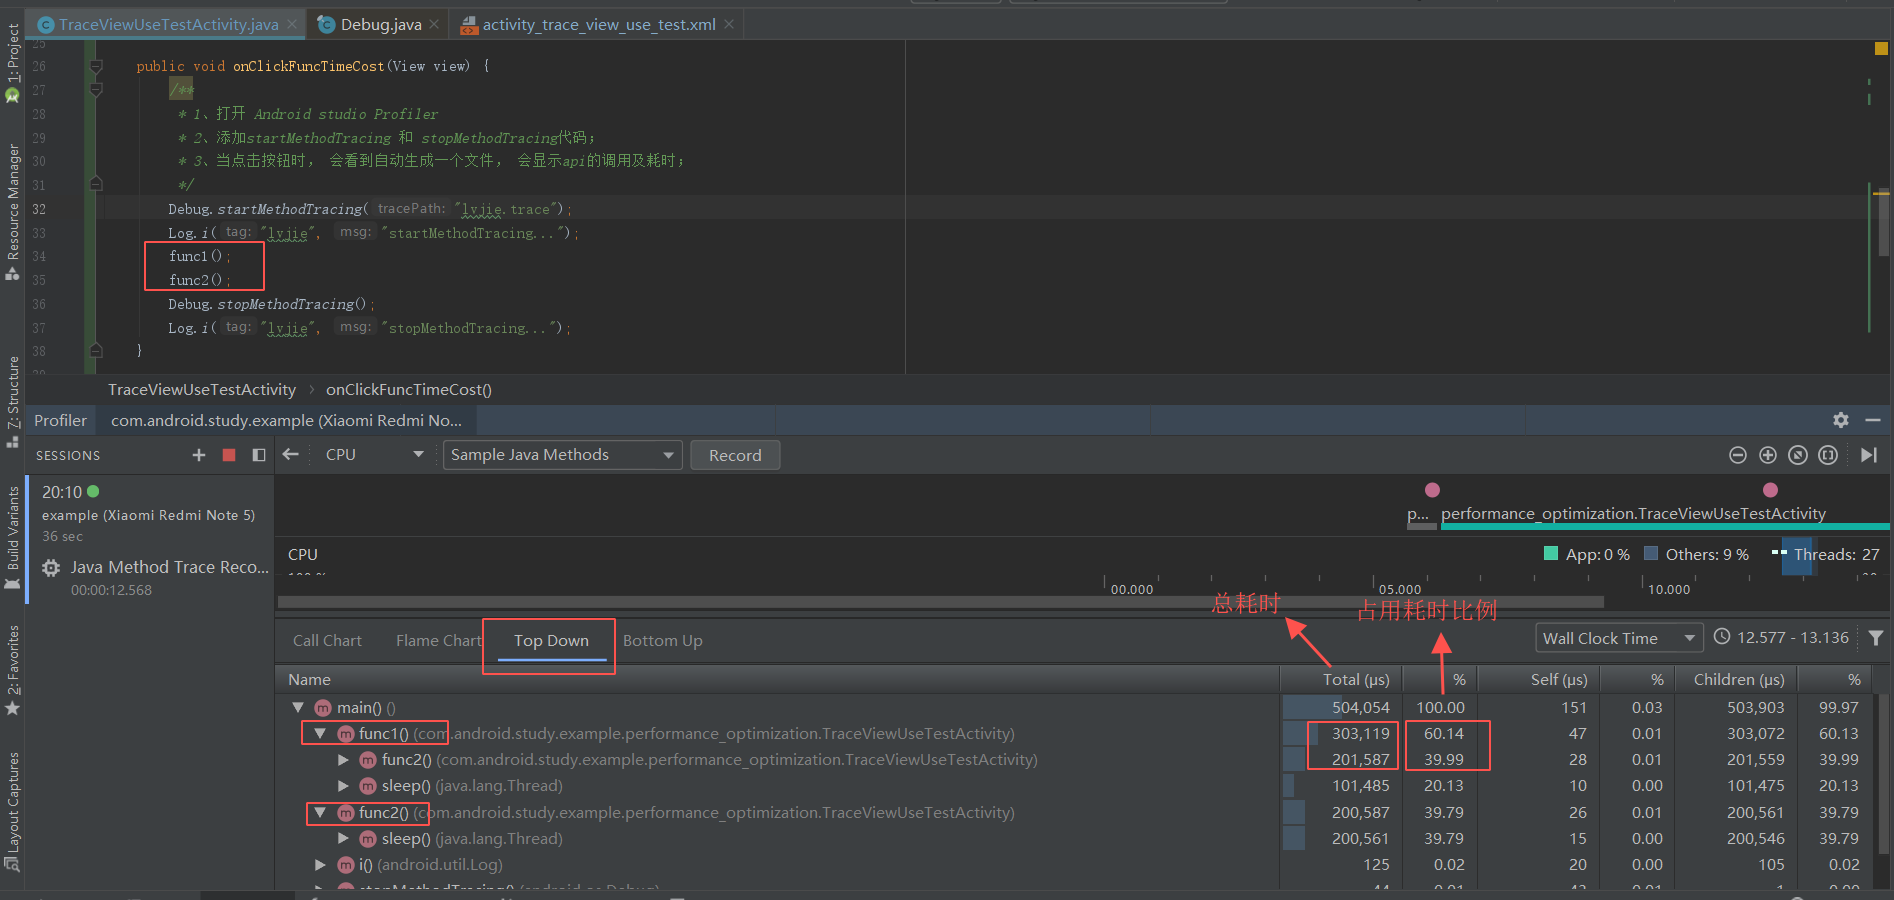 TraceViewUseTestActivity.java
Debug.java
activity_trace_view_use_test.xml
1: Project
Resource Manager
Z: Structure
Build Variants
2: Favorites
Layout Captures
25
26 public void onClickFuncTimeCost(View view) {
27 /**
28 * 1、打开 Android studio Profiler
29 * 2、添加startMethodTracing 和 stopMethodTracing代码;
30 * 3、当点击按钮时， 会看到自动生成一个文件， 会显示api的调用及耗时;
31 */
32 Debug.startMethodTracing( tracePath: "lvjie.trace");
33 Log.i( tag: "lvjie", msg: "startMethodTracing...");
34 func1();
35 func2();
36 Debug.stopMethodTracing();
37 Log.i( tag: "lvjie", msg: "stopMethodTracing...");
38 }
TraceViewUseTestActivity › onClickFuncTimeCost()
Profiler com.android.study.example (Xiaomi Redmi No...
SESSIONS
CPU Sample Java Methods Record
20:10
example (Xiaomi Redmi Note 5)
36 sec
Java Method Trace Reco...
00:00:12.568
p... performance_optimization.TraceViewUseTestActivity
CPU App: 0 % Others: 9 % Threads: 27
00.000 05.000 10.000
总耗时 占用耗时比例
Call Chart Flame Chart Top Down Bottom Up Wall Clock Time 12.577 - 13.136
Name Total (μs) % Self (μs) % Children (μs) %
main() () 504,054 100.00 151 0.03 503,903 99.97
func1() (com.android.study.example.performance_optimization.TraceViewUseTestActivity) 303,119 60.14 47 0.01 303,072 60.13
func2() (com.android.study.example.performance_optimization.TraceViewUseTestActivity) 201,587 39.99 28 0.01 201,559 39.99
sleep() (java.lang.Thread) 101,485 20.13 10 0.00 101,475 20.13
func2() (com.android.study.example.performance_optimization.TraceViewUseTestActivity) 200,587 39.79 26 0.01 200,561 39.79
sleep() (java.lang.Thread) 200,561 39.79 15 0.00 200,546 39.79
i() (android.util.Log) 125 0.02 20 0.00 105 0.02
stopMethodTracing() (android.os.Debug) 44 0.01 43 0.01 1 0.00